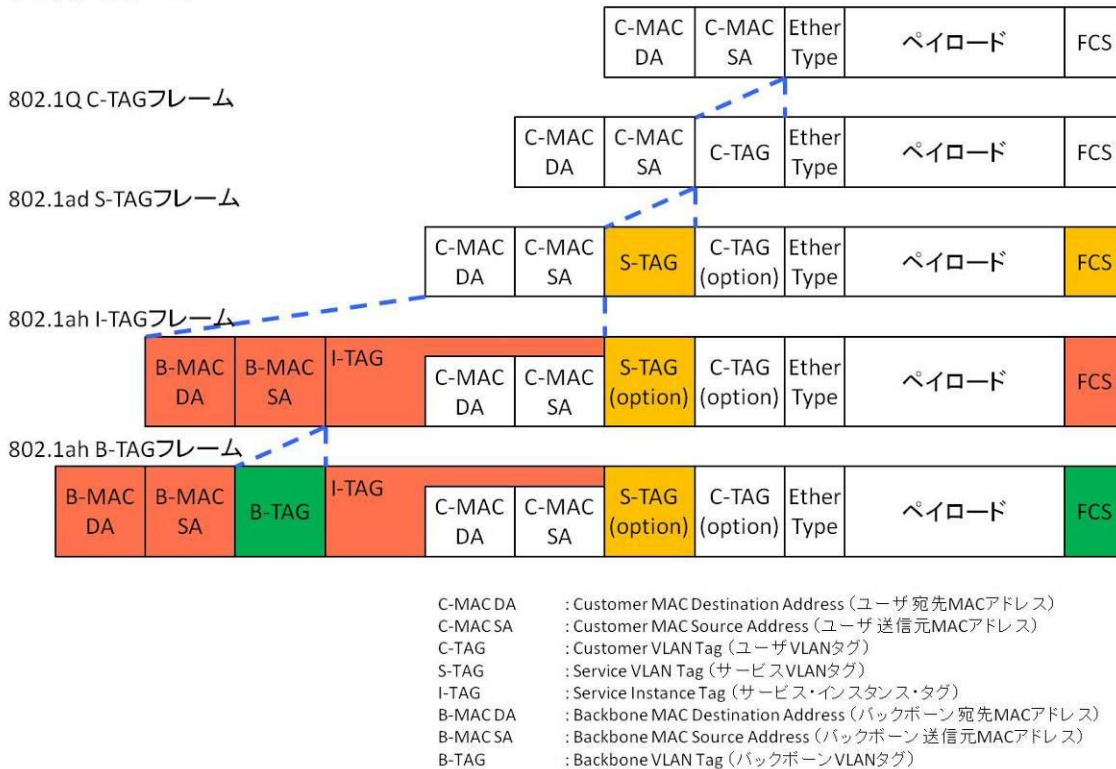 C-MAC DA C-MAC SA Ether Type ペイロード FCS
802.1Q C-TAGフレーム
C-MAC DA C-MAC SA C-TAG Ether Type ペイロード FCS
802.1ad S-TAGフレーム
C-MAC DA C-MAC SA S-TAG C-TAG (option) Ether Type ペイロード FCS
802.1ah I-TAGフレーム
B-MAC DA B-MAC SA I-TAG C-MAC DA C-MAC SA S-TAG (option) C-TAG (option) Ether Type ペイロード FCS
802.1ah B-TAGフレーム
B-MAC DA B-MAC SA B-TAG I-TAG C-MAC DA C-MAC SA S-TAG (option) C-TAG (option) Ether Type ペイロード FCS
C-MAC DA : Customer MAC Destination Address (ユーザ宛先MACアドレス)
C-MAC SA : Customer MAC Source Address (ユーザ送信元MACアドレス)
C-TAG : Customer VLAN Tag (ユーザVLANタグ)
S-TAG : Service VLAN Tag (サービスVLANタグ)
I-TAG : Service Instance Tag (サービス・インスタンス・タグ)
B-MAC DA : Backbone MAC Destination Address (バックボーン宛先MACアドレス)
B-MAC SA : Backbone MAC Source Address (バックボーン送信元MACアドレス)
B-TAG : Backbone VLAN Tag (バックボーンVLANタグ)